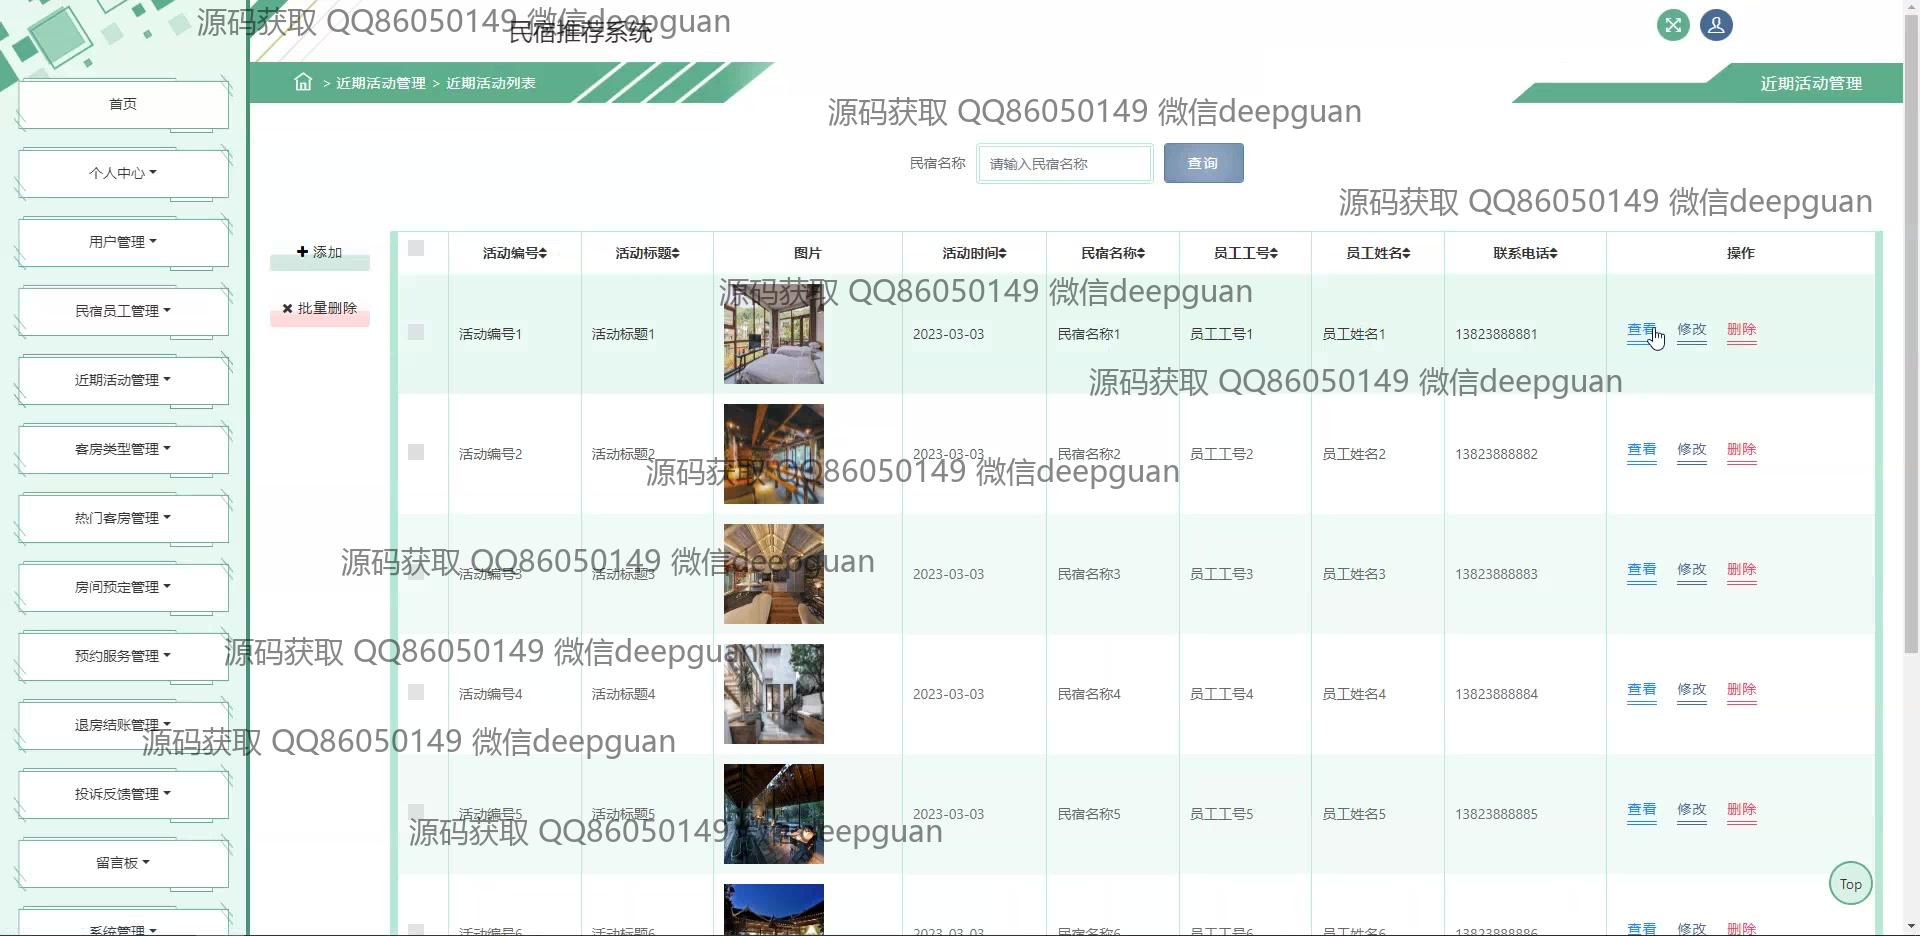 源码获取 QQ86050149 微信deepguan
民宿推荐系统
> 近期活动管理 > 近期活动列表
近期活动管理
源码获取 QQ86050149 微信deepguan
首页
个人中心
用户管理
民宿员工管理
近期活动管理
客房类型管理
热门客房管理
房间预定管理
预约服务管理
退房结账管理
投诉反馈管理
留言板
系统管理
民宿名称 请输入民宿名称 查询
源码获取 QQ86050149 微信deepguan
添加
批量删除
活动编号 活动标题 图片 活动时间 民宿名称 员工工号 员工姓名 联系电话 操作
源码获取 QQ86050149 微信deepguan
活动编号1 活动标题1 2023-03-03 民宿名称1 员工工号1 员工姓名1 13823888881 查看 修改 删除
源码获取 QQ86050149 微信deepguan
活动编号2 活动标题2 2023-03-03 民宿名称2 员工工号2 员工姓名2 13823888882 查看 修改 删除
源码获取 QQ86050149 微信deepguan
源码获取 QQ86050149 微信deepguan
活动编号3 活动标题3 2023-03-03 民宿名称3 员工工号3 员工姓名3 13823888883 查看 修改 删除
源码获取 QQ86050149 微信deepguan
活动编号4 活动标题4 2023-03-03 民宿名称4 员工工号4 员工姓名4 13823888884 查看 修改 删除
源码获取 QQ86050149 微信deepguan
活动编号5 活动标题5 2023-03-03 民宿名称5 员工工号5 员工姓名5 13823888885 查看 修改 删除
源码获取 QQ86050149 微信deepguan
活动编号6 活动标题6 2023-03-03 民宿名称6 员工工号6 员工姓名6 13823888886 查看 修改 删除
Top